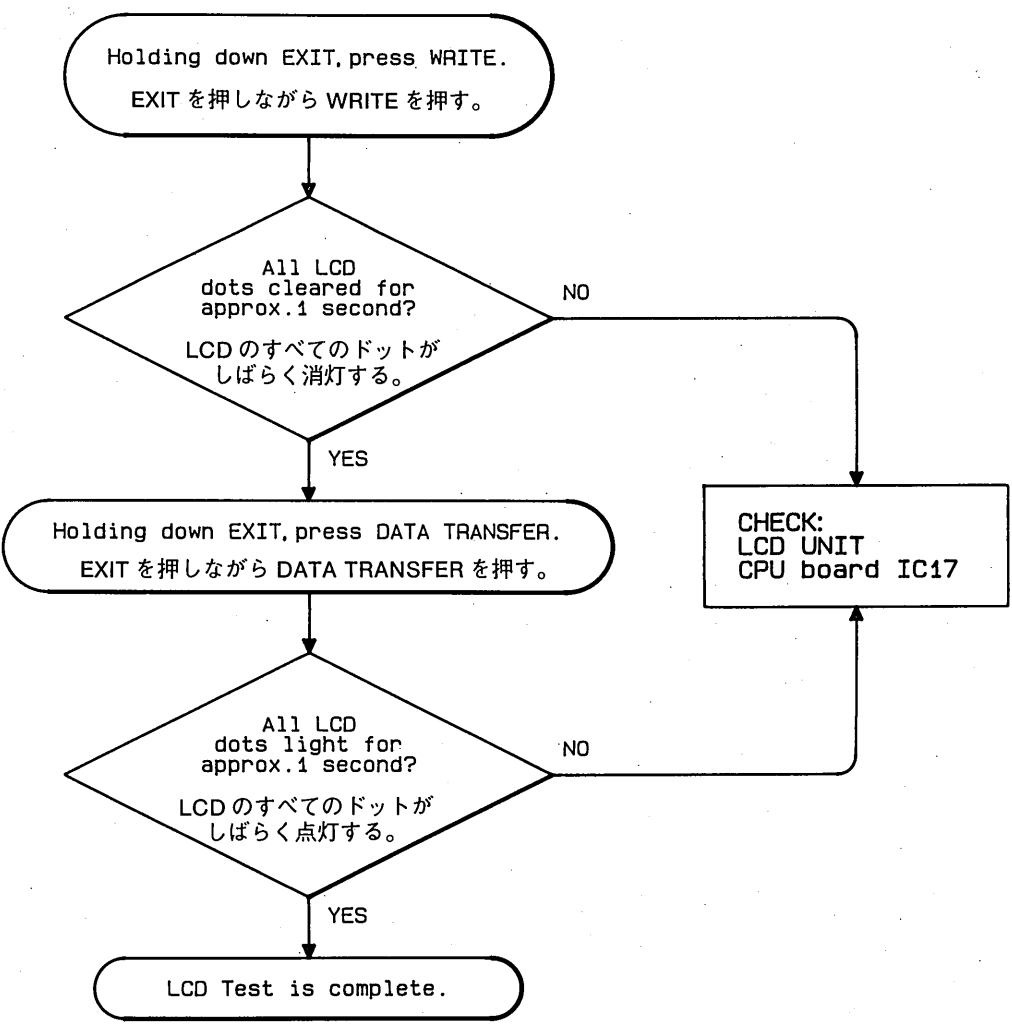 Holding down EXIT, press WRITE.
EXIT を押しながら WRITE を押す。
All LCD
dots cleared for
approx.1 second?
LCD のすべてのドットが
しばらく消灯する。
NO
YES
Holding down EXIT, press DATA TRANSFER.
EXIT を押しながら DATA TRANSFER を押す。
CHECK:
LCD UNIT
CPU board IC17
All LCD
dots light for
approx.1 second?
LCD のすべてのドットが
しばらく点灯する。
NO
YES
LCD Test is complete.